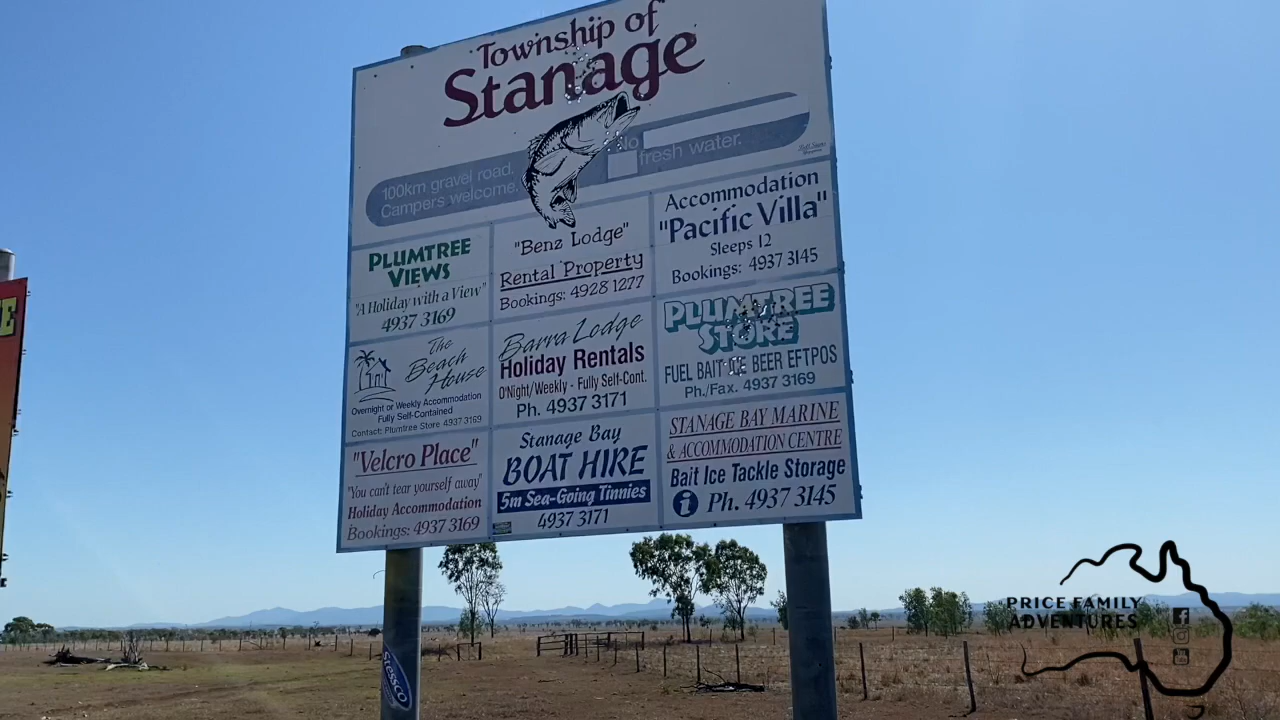 Township of
Stanage
100km gravel road.
Campers welcome.
No
fresh water.
PLUMTREE
VIEWS
"A Holiday with a View"
4937 3169
"Benz Lodge"
Rental Property
Bookings: 4928 1277
Accommodation
"Pacific Villa"
Sleeps 12
Bookings: 4937 3145
The
Beach
House
Overnight or Weekly Accommodation
Fully Self-Contained
Contact: Plumtree Store 4937 3169
Barra Lodge
Holiday Rentals
O'Night/Weekly - Fully Self-Cont.
Ph. 4937 3171
PLUMTREE
STORE
FUEL BAIT ICE BEER EFTPOS
Ph./Fax. 4937 3169
"Velcro Place"
"You can't tear yourself away"
Holiday Accommodation
Bookings: 4937 3169
Stanage Bay
BOAT HIRE
5m Sea-Going Tinnies
4937 3171
STANAGE BAY MARINE
& ACCOMMODATION CENTRE
Bait Ice Tackle Storage
i Ph. 4937 3145
Stessco
PRICE FAMILY
ADVENTURES